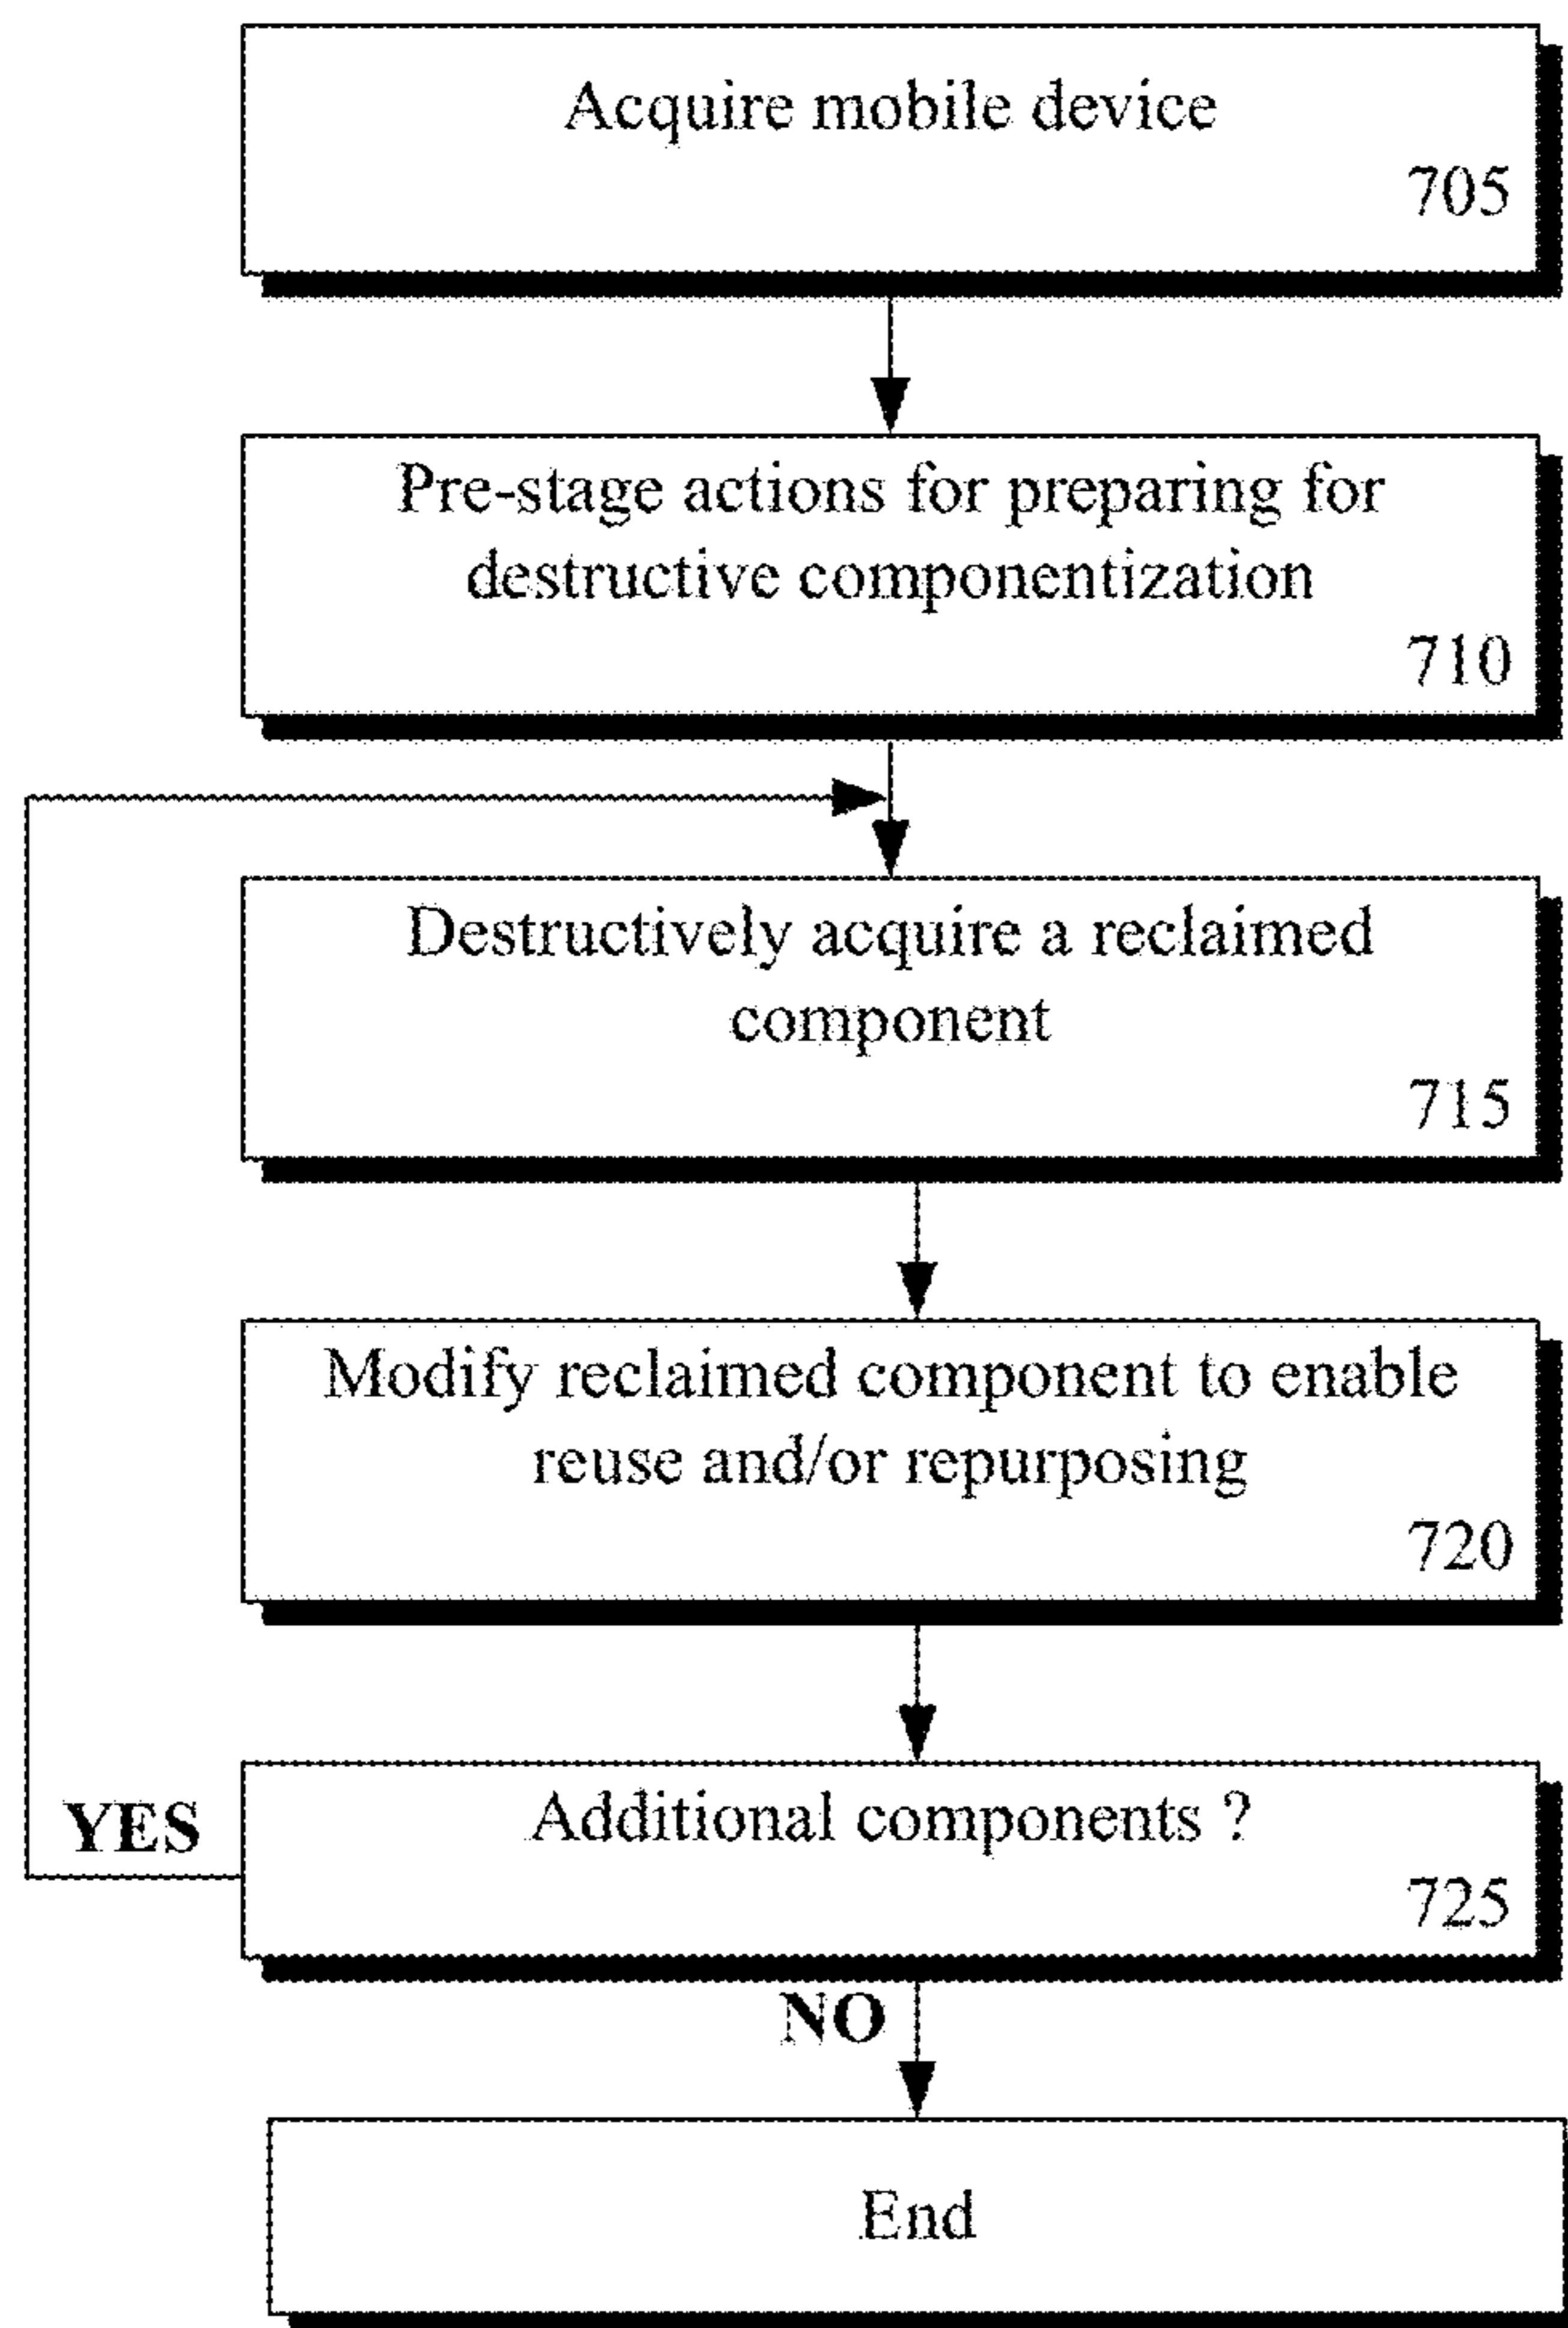 Acquire mobile device
705
Pre-stage actions for preparing for
destructive componentization
710
Destructively acquire a reclaimed
component
715
Modify reclaimed component to enable
reuse and/or repurposing
720
YES
Additional components ?
725
NO
End